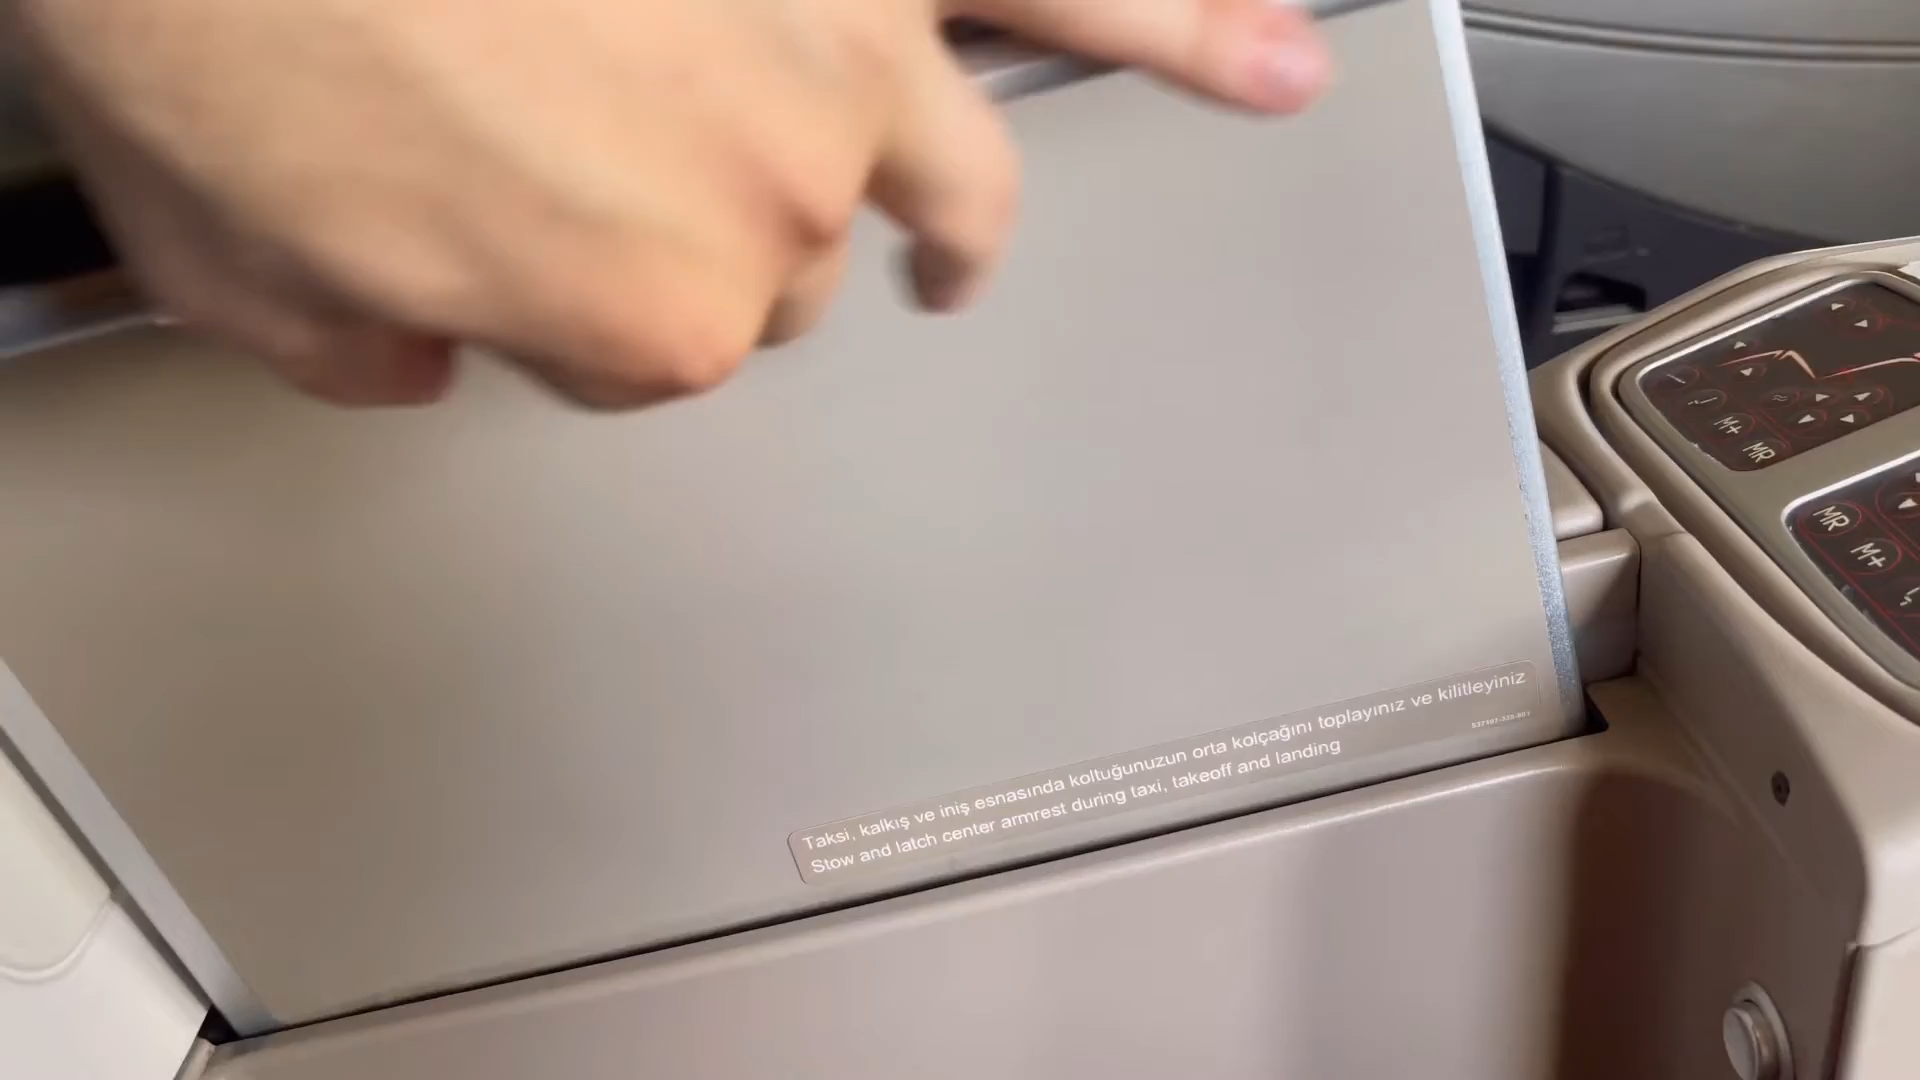 Taksi, kalkış ve iniş esnasında koltuğunuzun orta kolçağını toplayınız ve kilitleyiniz
Stow and latch center armrest during taxi, takeoff and landing
M+
MR
MR
M+